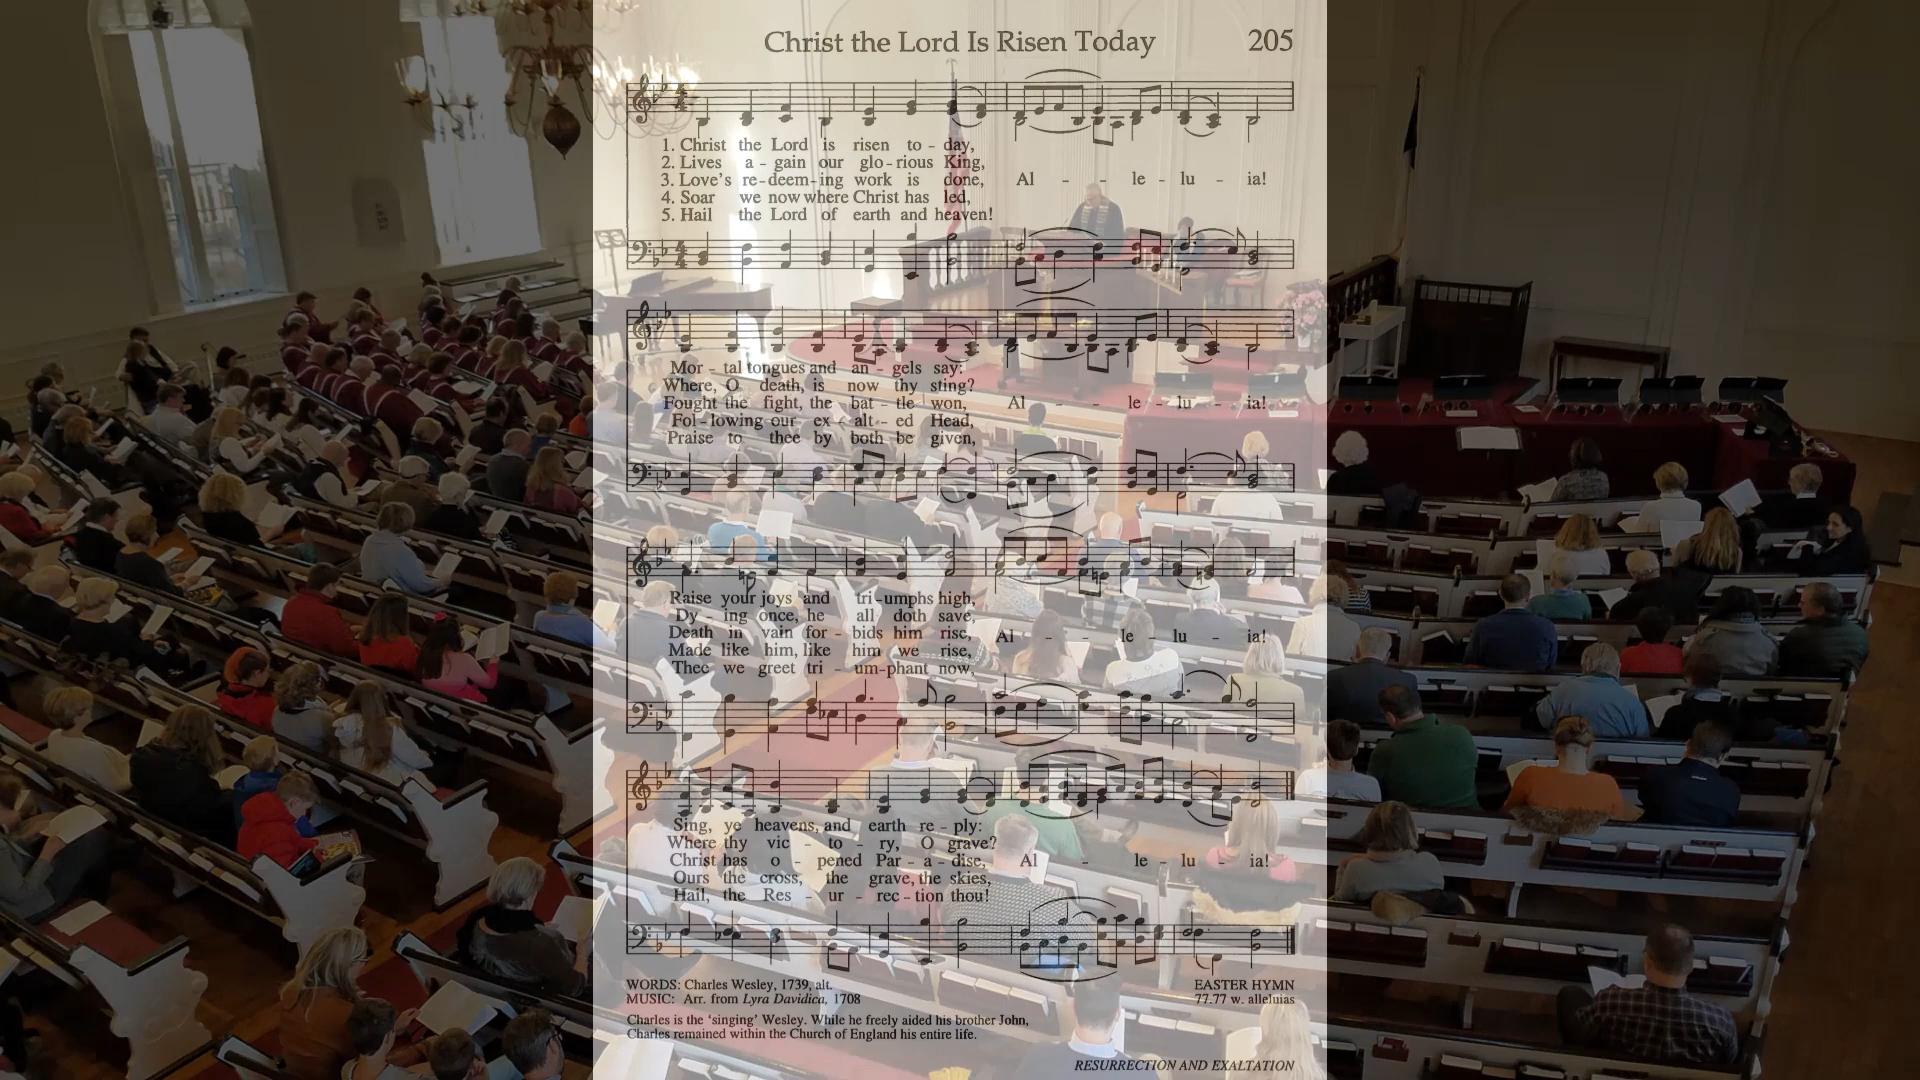 Christ the Lord Is Risen Today 205
1. Christ the Lord is risen to - day,
2. Lives a - gain our glo - rious King,
3. Love's re - deem - ing work is done, Al - - le - lu - ia!
4. Soar we now where Christ has led,
5. Hail the Lord of earth and heaven!
Mor - tal tongues and an - gels say:
Where, O death, is now thy sting?
Fought the fight, the bat - tle won, Al - - le - lu - ia!
Fol - lowing our ex - alt - ed Head,
Praise to thee by both be given,
Raise your joys and tri - umphs high,
Dy - ing once, he all doth save,
Death in vain for - bids him rise, Al - - le - lu - ia!
Made like him, like him we rise,
Thee we greet tri - um-phant now,
Sing, ye heavens, and earth re - ply:
Where thy vic - to - ry, O grave?
Christ has o - pened Par - a - dise, Al - le - lu - ia!
Ours the cross, the grave, the skies,
Hail, the Res - ur - rec - tion thou!
WORDS: Charles Wesley, 1739, alt. EASTER HYMN
MUSIC: Arr. from Lyra Davidica, 1708 77.77 w. alleluias
Charles is the 'singing' Wesley. While he freely aided his brother John,
Charles remained within the Church of England his entire life.
RESURRECTION AND EXALTATION